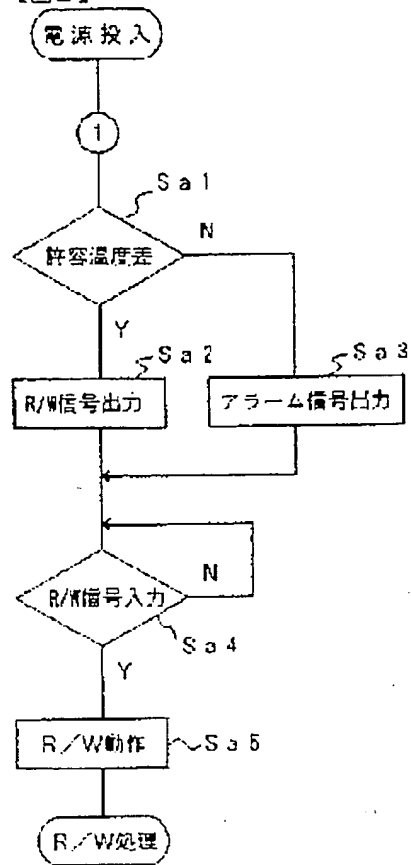 電源投入
1
Sa1
許容温度差
N
Y
Sa2
Sa3
R/W信号出力
アラーム信号出力
R/W信号入力
N
Sa4
Y
R/W動作
Sa5
R/W処理